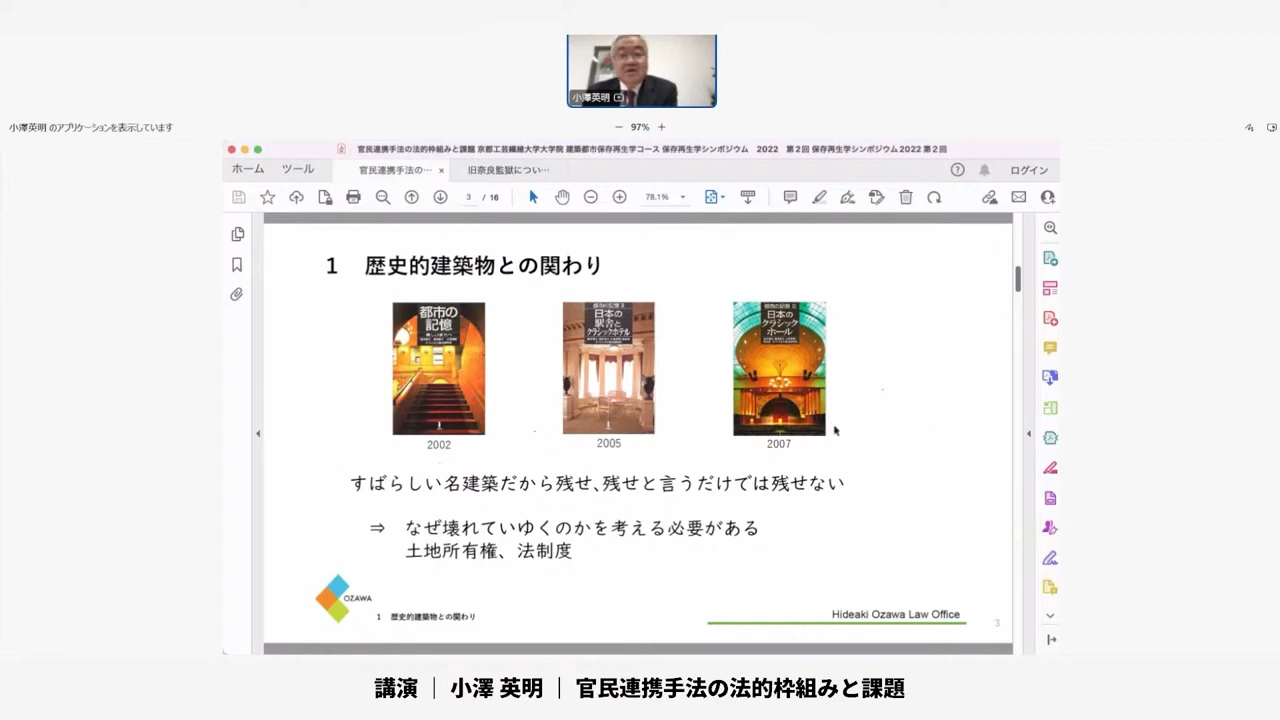 小澤英明
小澤英明 のアプリケーションを表示しています
97%
官民連携手法の法的枠組みと課題 京都工芸繊維大学大学院 建築都市保存再生学コース 保存再生学シンポジウム 2022 第2回 保存再生学シンポジウム2022 第2回
ホーム ツール 官民連携手法の… × 旧奈良監獄につい… ログイン
3 / 16 78.1%
1 歴史的建築物との関わり
都市の
記憶
都市の記憶 II
日本の
駅舎と
クラシックホテル
都市の記憶 III
日本の
クラシック
ホール
2002 2005 2007
すばらしい名建築だから残せ、残せと言うだけでは残せない
⇒ なぜ壊れていゆくのかを考える必要がある
土地所有権、法制度
OZAWA
1 歴史的建築物との関わり
Hideaki Ozawa Law Office
3
講演 | 小澤 英明 | 官民連携手法の法的枠組みと課題